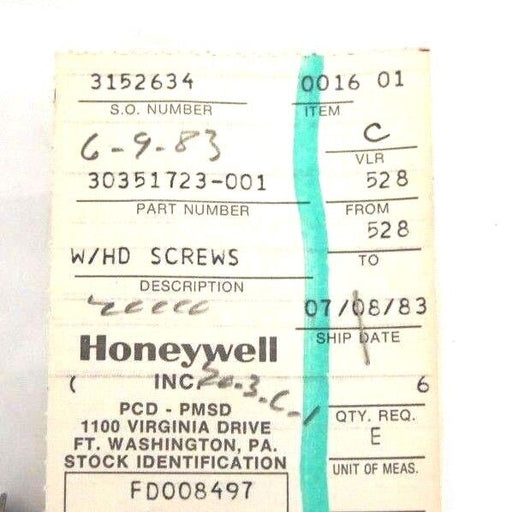 3152634 0016 01
S.O. NUMBER ITEM
6-9-83 C
VLR
30351723-001 528
PART NUMBER FROM
528
W/HD SCREWS TO
DESCRIPTION
07/08/83
Honeywell SHIP DATE
INC 6
PCD - PMSD QTY. REQ.
1100 VIRGINIA DRIVE E
FT. WASHINGTON, PA.
STOCK IDENTIFICATION UNIT OF MEAS.
FD008497